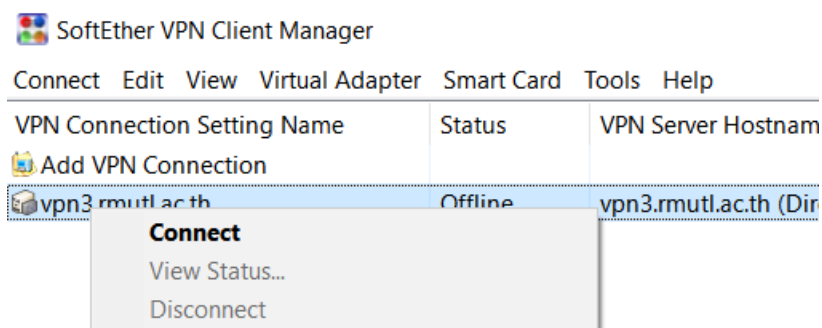 SoftEther VPN Client Manager
Connect Edit View Virtual Adapter Smart Card Tools Help
VPN Connection Setting Name Status VPN Server Hostnam
Add VPN Connection
vpn3.rmutl.ac.th Offline vpn3.rmutl.ac.th (Dir
Connect
View Status...
Disconnect